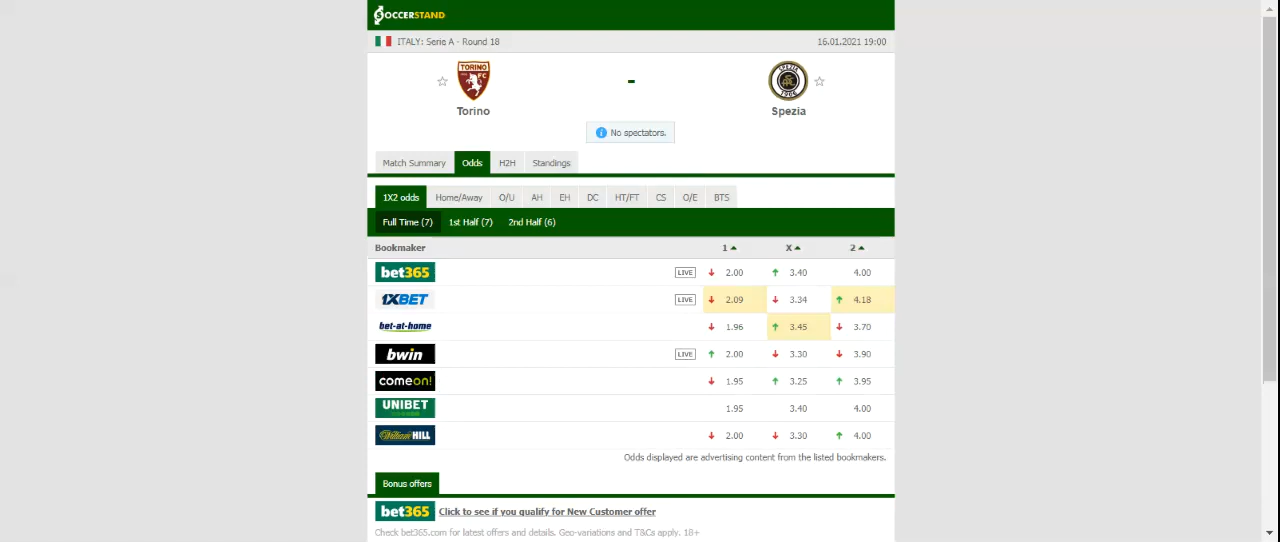 SOCCERSTAND
ITALY: Serie A - Round 18 16.01.2021 19:00
TORINO FC SPEZIA 1906
-
Torino Spezia
No spectators.
Match Summary Odds H2H Standings
1X2 odds Home/Away O/U AH EH DC HT/FT CS O/E BTS
Full Time (7) 1st Half (7) 2nd Half (6)
Bookmaker 1 X 2
bet365 LIVE 2.00 3.40 4.00
1XBET LIVE 2.09 3.34 4.18
bet-at-home 1.96 3.45 3.70
bwin LIVE 2.00 3.30 3.90
comeon! 1.95 3.25 3.95
UNIBET 1.95 3.40 4.00
William HILL 2.00 3.30 4.00
Odds displayed are advertising content from the listed bookmakers.
Bonus offers
bet365 Click to see if you qualify for New Customer offer
Check bet365.com for latest offers and details. Geo-variations and T&Cs apply. 18+